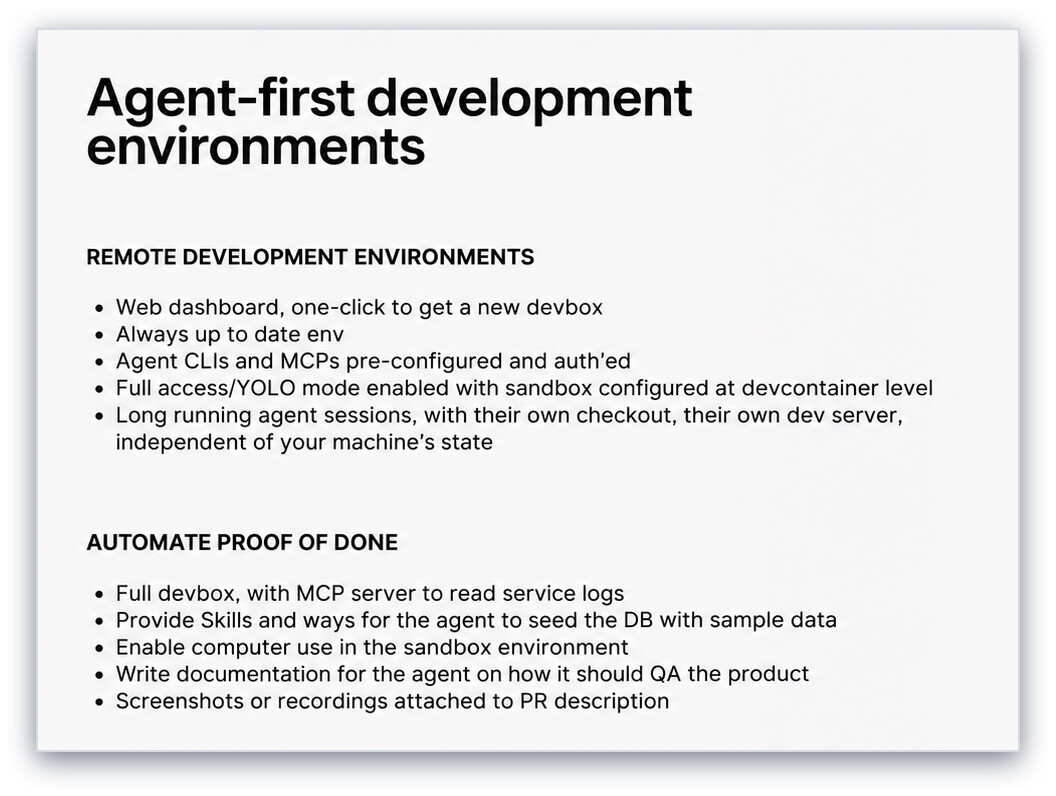 Agent-first development
environments
REMOTE DEVELOPMENT ENVIRONMENTS
• Web dashboard, one-click to get a new devbox
• Always up to date env
• Agent CLIs and MCPs pre-configured and auth’ed
• Full access/YOLO mode enabled with sandbox configured at devcontainer level
• Long running agent sessions, with their own checkout, their own dev server,
independent of your machine’s state
AUTOMATE PROOF OF DONE
• Full devbox, with MCP server to read service logs
• Provide Skills and ways for the agent to seed the DB with sample data
• Enable computer use in the sandbox environment
• Write documentation for the agent on how it should QA the product
• Screenshots or recordings attached to PR description